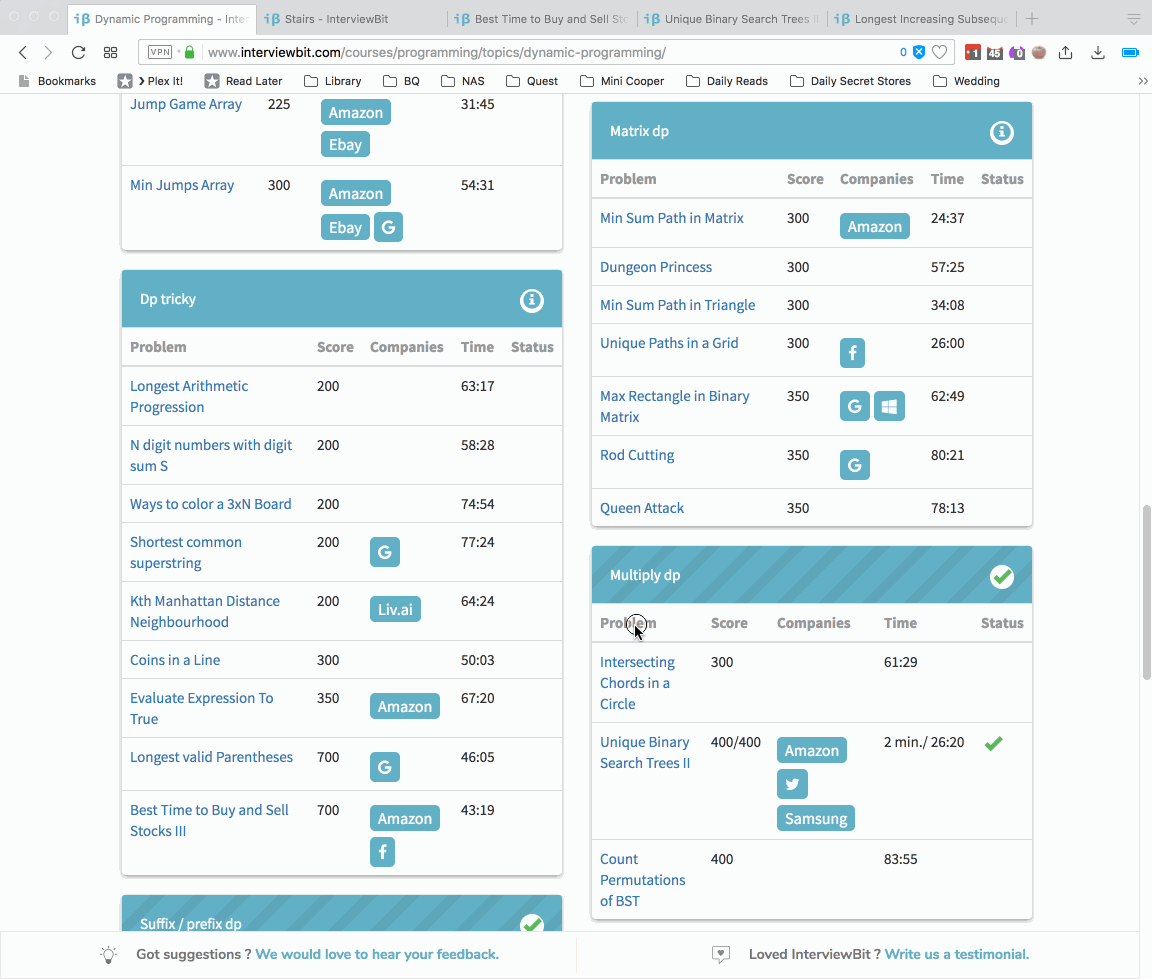 Dynamic Programming - Inter
Stairs - InterviewBit
Best Time to Buy and Sell Sto
Unique Binary Search Trees II
Longest Increasing Subsequ
VPN
www.interviewbit.com/courses/programming/topics/dynamic-programming/
0
1
45
0
Bookmarks
Plex It!
Read Later
Library
BQ
NAS
Quest
Mini Cooper
Daily Reads
Daily Secret Stores
Wedding
Jump Game Array 225 Amazon 31:45
Ebay
Min Jumps Array 300 Amazon 54:31
Ebay G
Dp tricky
Problem Score Companies Time Status
Longest Arithmetic 200 63:17
Progression
N digit numbers with digit 200 58:28
sum S
Ways to color a 3xN Board 200 74:54
Shortest common 200 G 77:24
superstring
Kth Manhattan Distance 200 Liv.ai 64:24
Neighbourhood
Coins in a Line 300 50:03
Evaluate Expression To 350 Amazon 67:20
True
Longest valid Parentheses 700 G 46:05
Best Time to Buy and Sell 700 Amazon 43:19
Stocks III f
Suffix / prefix dp
Matrix dp
Problem Score Companies Time Status
Min Sum Path in Matrix 300 Amazon 24:37
Dungeon Princess 300 57:25
Min Sum Path in Triangle 300 34:08
Unique Paths in a Grid 300 f 26:00
Max Rectangle in Binary 350 G 62:49
Matrix
Rod Cutting 350 G 80:21
Queen Attack 350 78:13
Multiply dp
Problem Score Companies Time Status
Intersecting 300 61:29
Chords in a
Circle
Unique Binary 400/400 Amazon 2 min./ 26:20
Search Trees II
Samsung
Count 400 83:55
Permutations
of BST
Got suggestions ? We would love to hear your feedback.
Loved InterviewBit ? Write us a testimonial.